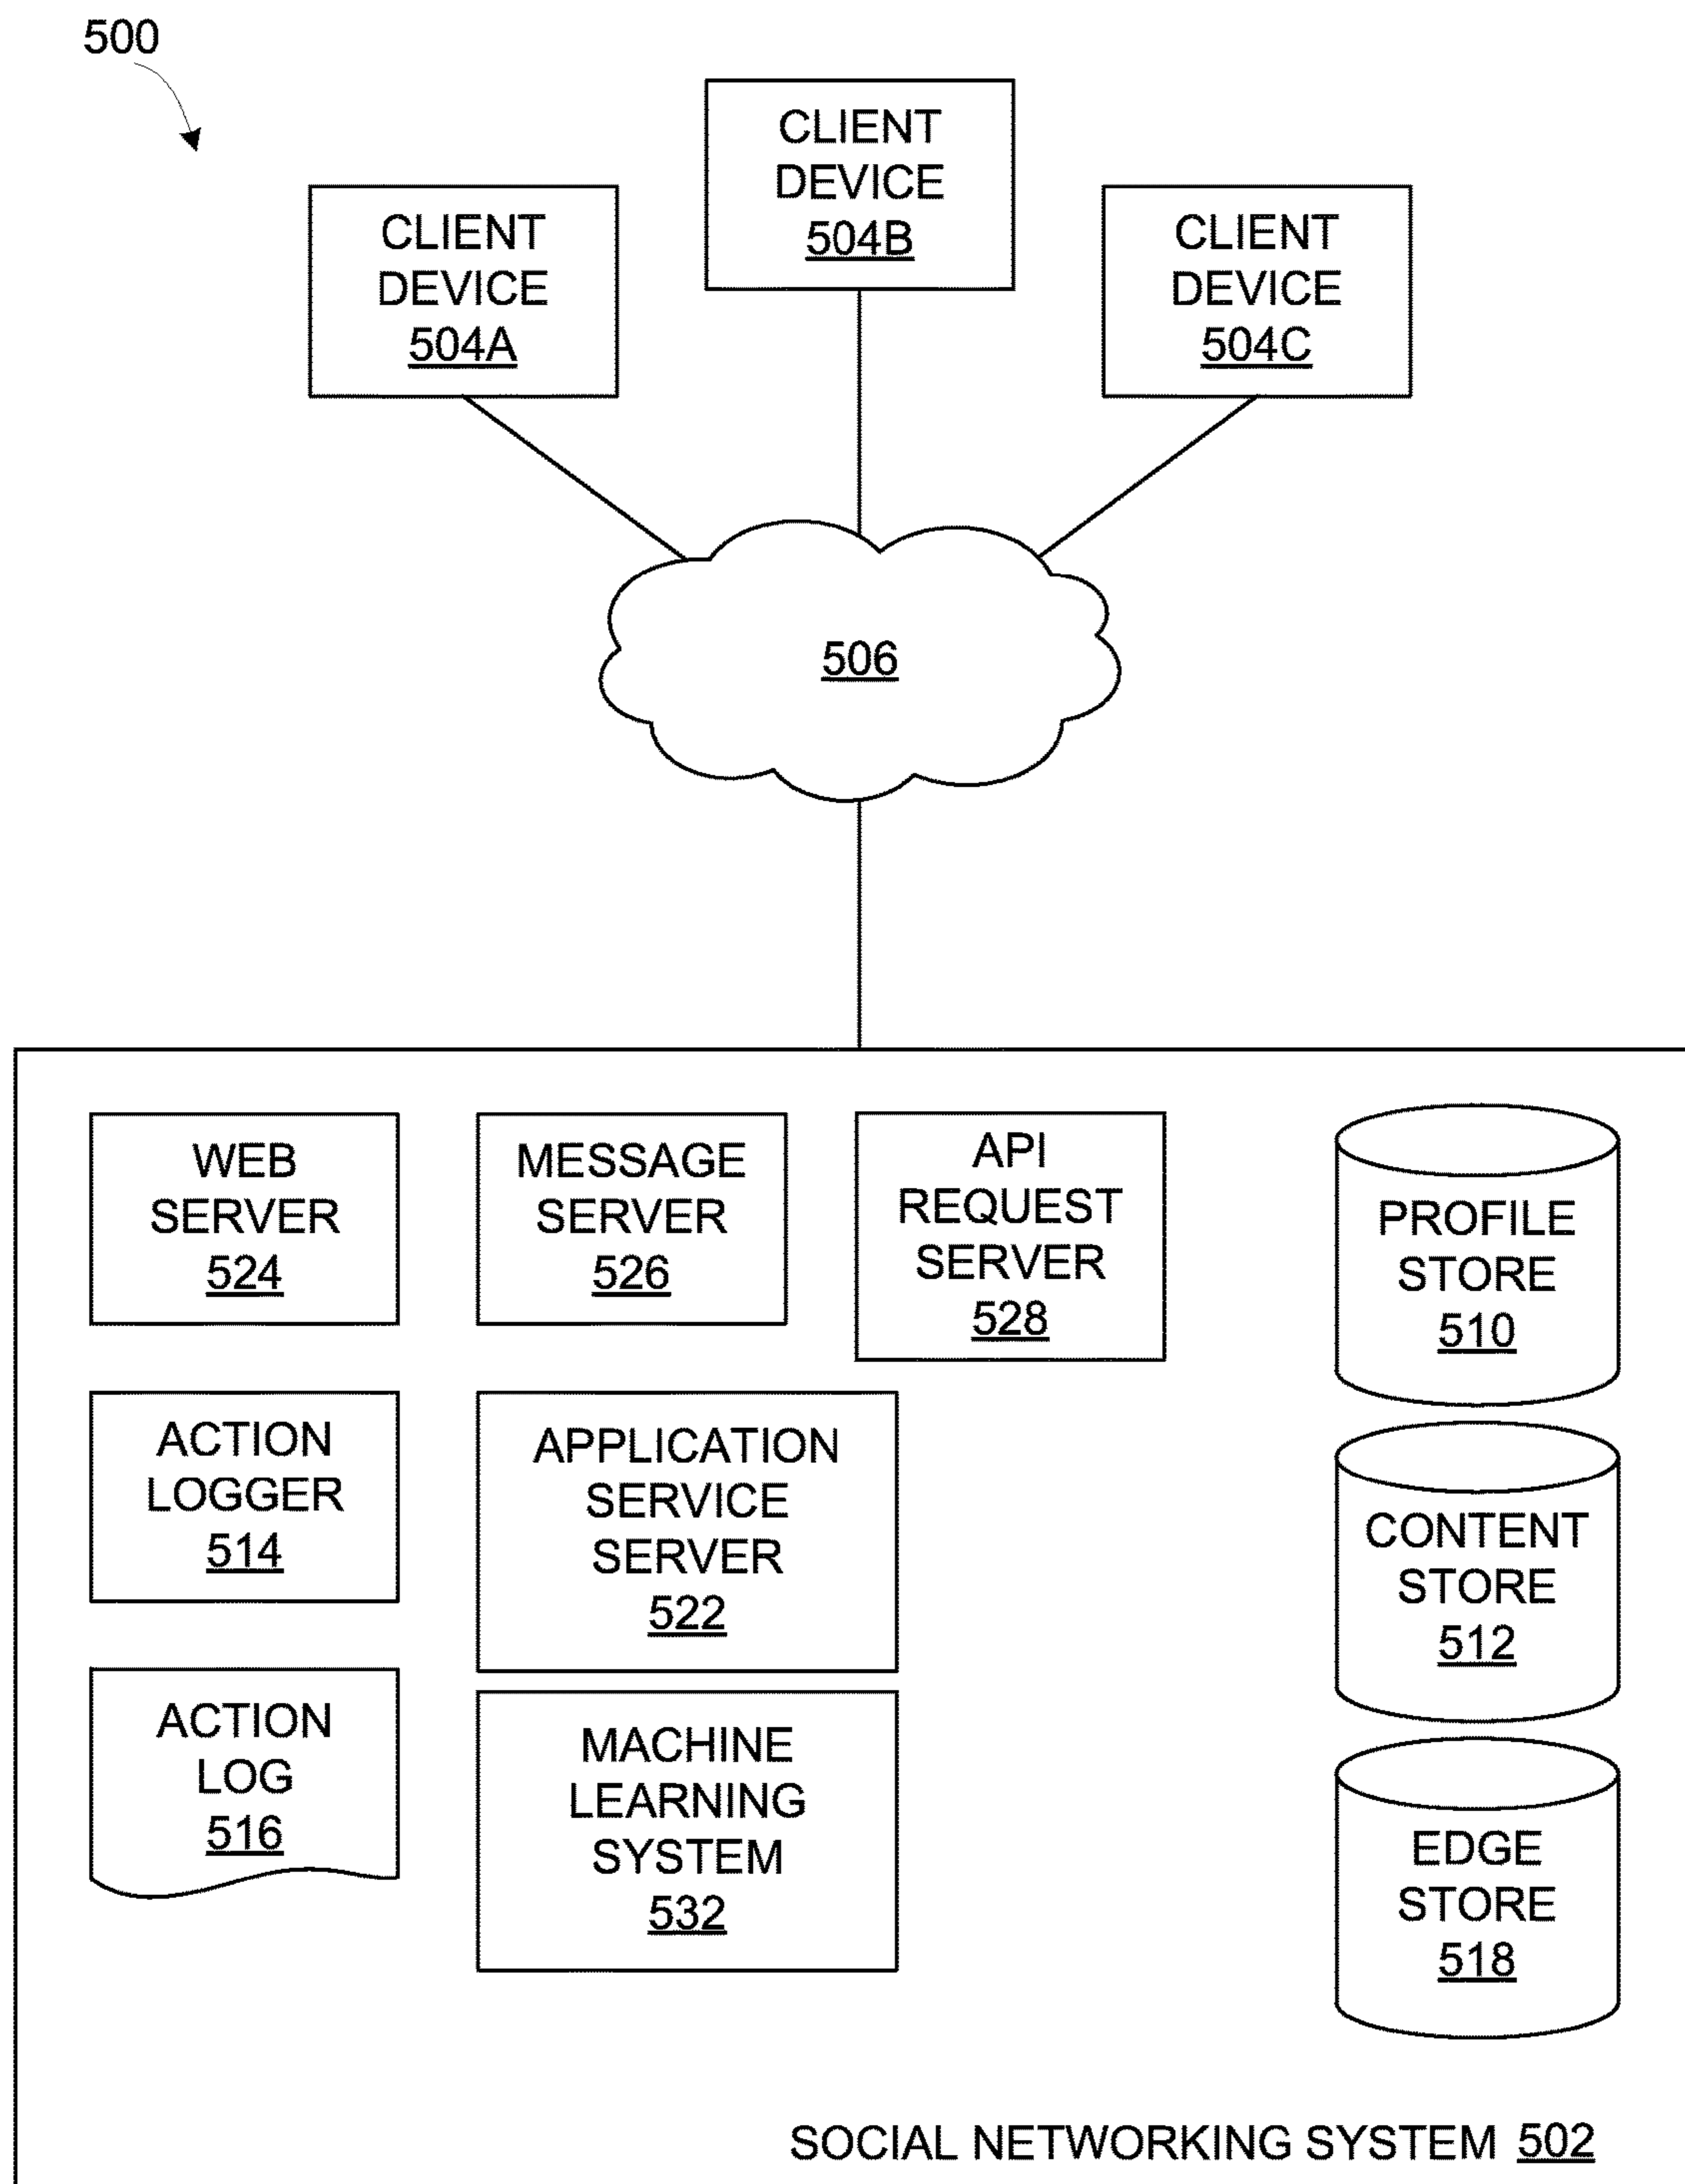 500
CLIENT
DEVICE
504A
CLIENT
DEVICE
504B
CLIENT
DEVICE
504C
506
WEB
SERVER
524
MESSAGE
SERVER
526
API
REQUEST
SERVER
528
PROFILE
STORE
510
ACTION
LOGGER
514
APPLICATION
SERVICE
SERVER
522
CONTENT
STORE
512
ACTION
LOG
516
MACHINE
LEARNING
SYSTEM
532
EDGE
STORE
518
SOCIAL NETWORKING SYSTEM 502